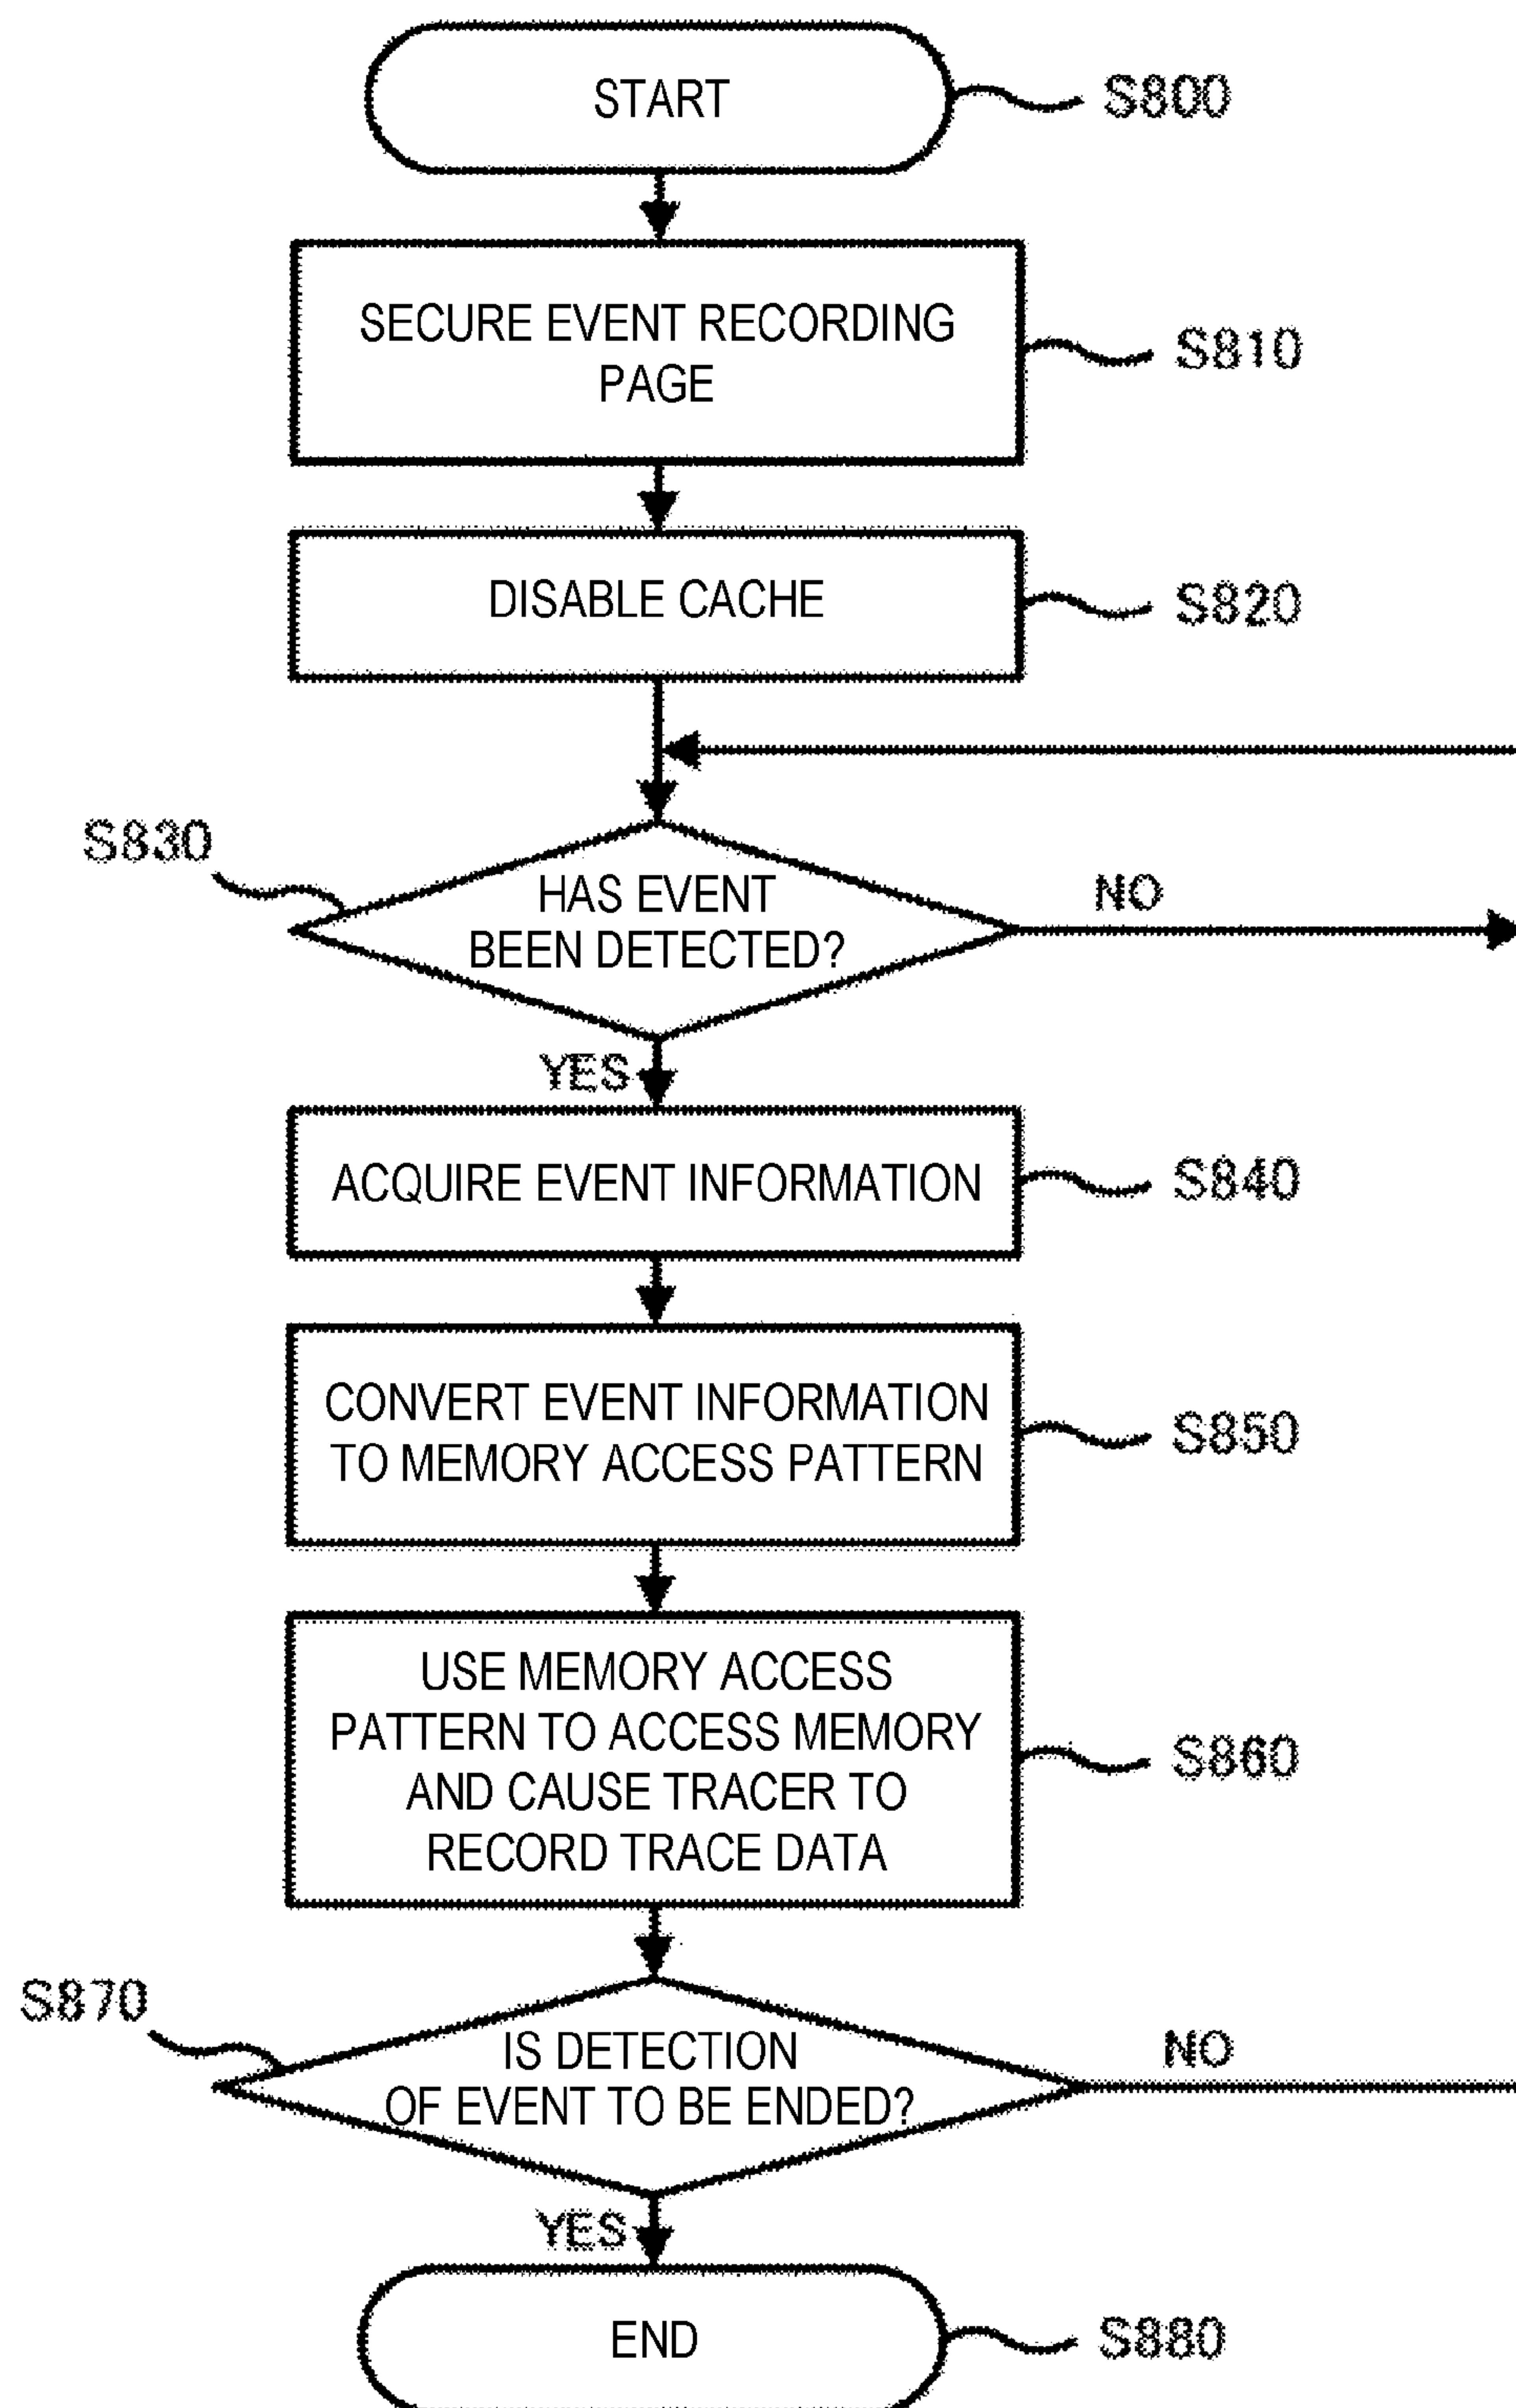 START
S800
SECURE EVENT RECORDING
PAGE
S810
DISABLE CACHE
S820
S830
HAS EVENT
BEEN DETECTED?
NO
YES
ACQUIRE EVENT INFORMATION
S840
CONVERT EVENT INFORMATION
TO MEMORY ACCESS PATTERN
S850
USE MEMORY ACCESS
PATTERN TO ACCESS MEMORY
AND CAUSE TRACER TO
RECORD TRACE DATA
S860
S870
IS DETECTION
OF EVENT TO BE ENDED?
NO
YES
END
S880